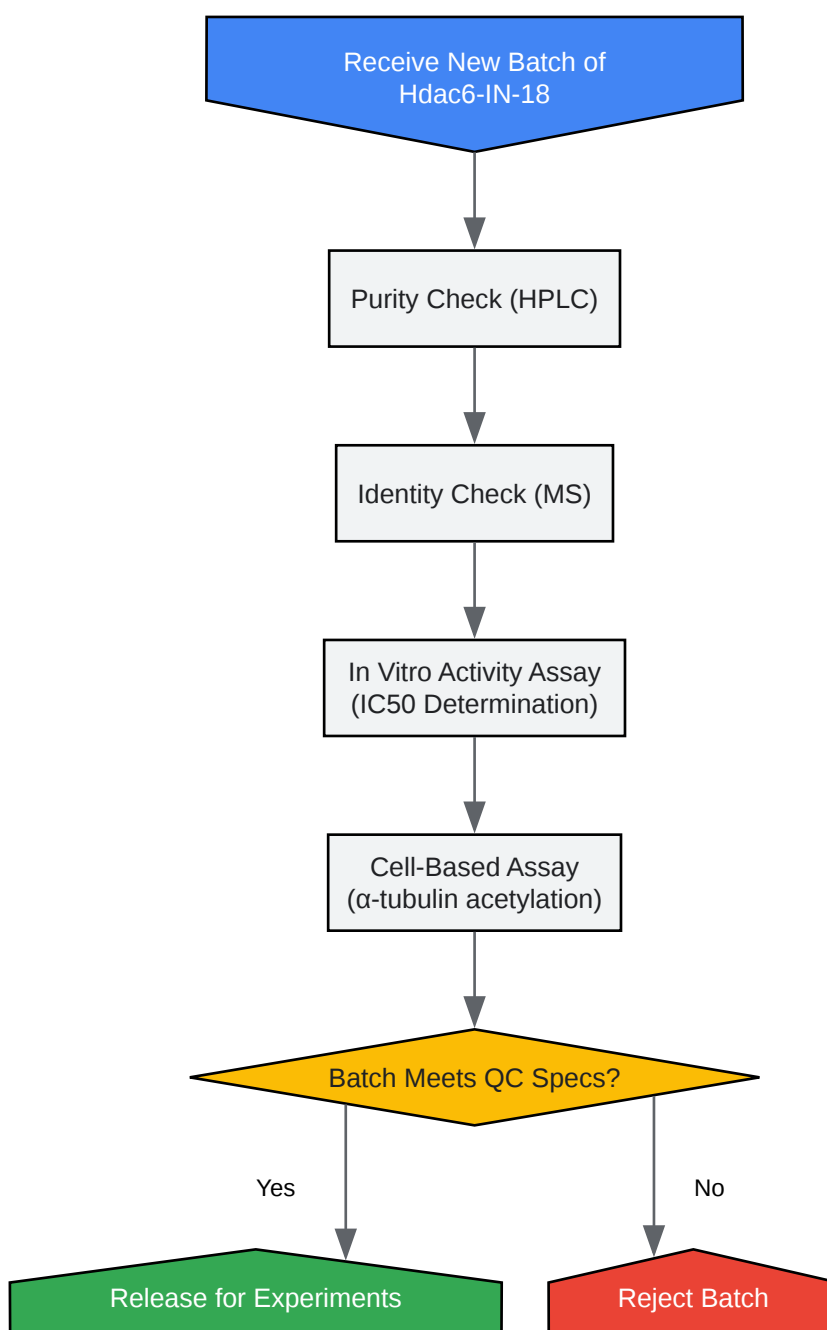 Receive New Batch of
Hdac6-IN-18
Purity Check (HPLC)
Identity Check (MS)
In Vitro Activity Assay
(IC50 Determination)
Cell-Based Assay
(α-tubulin acetylation)
Batch Meets QC Specs?
Yes
No
Release for Experiments
Reject Batch